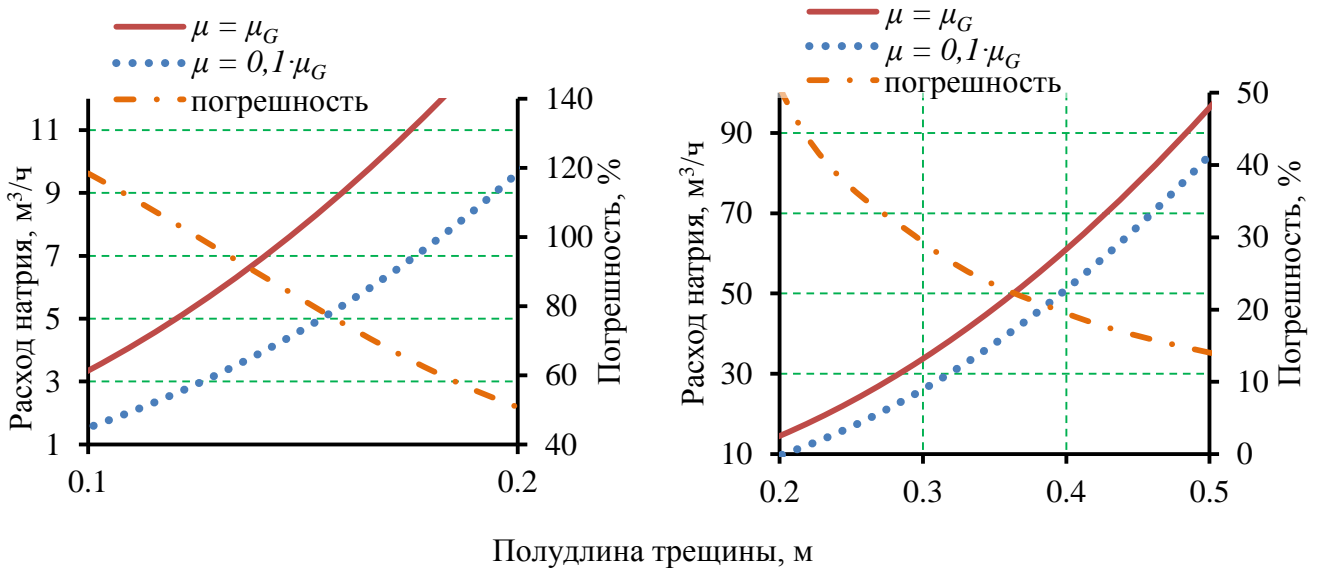 μ = μG
μ = 0,1·μG
погрешность
Расход натрия, м³/ч
11
9
7
5
3
1
140
120
100
80
60
40
Погрешность, %
0.1
0.2
μ = μG
μ = 0,1·μG
погрешность
Расход натрия, м³/ч
90
70
50
30
10
50
40
30
20
10
0
Погрешность, %
0.2
0.3
0.4
0.5
Полудлина трещины, м